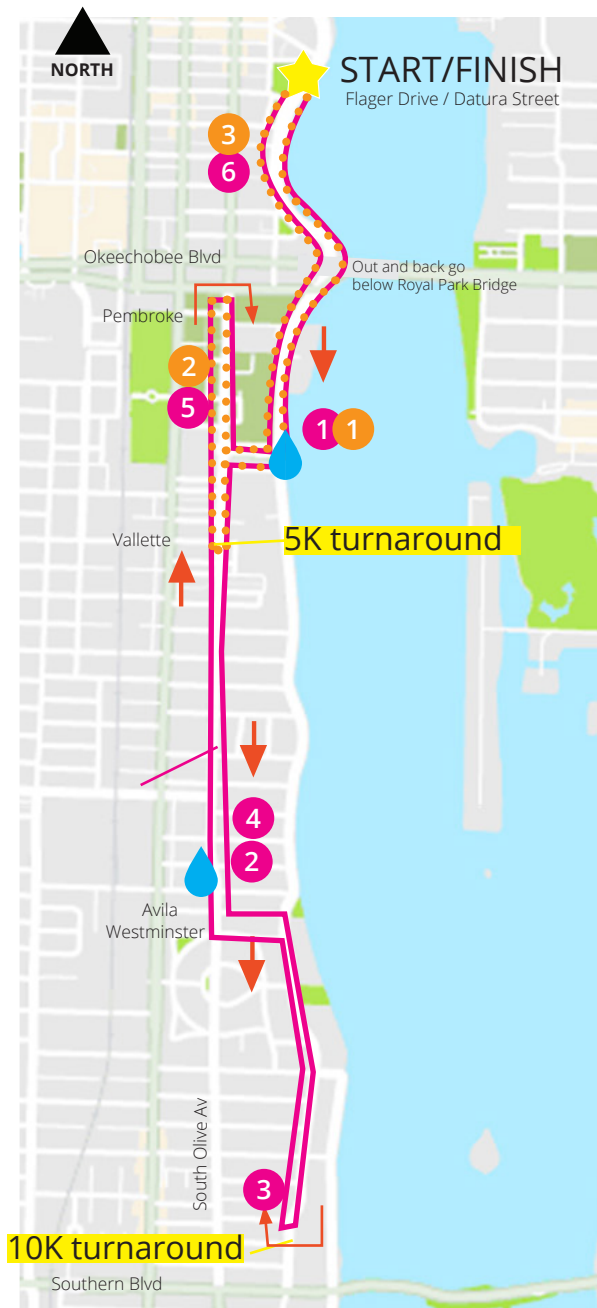 NORTH
START/FINISH
Flager Drive / Datura Street
3
6
Okeechobee Blvd
Out and back go
below Royal Park Bridge
Pembroke
2
5
1 1
Vallette
5K turnaround
4
2
Avila
Westminster
South Olive Av
3
10K turnaround
Southern Blvd